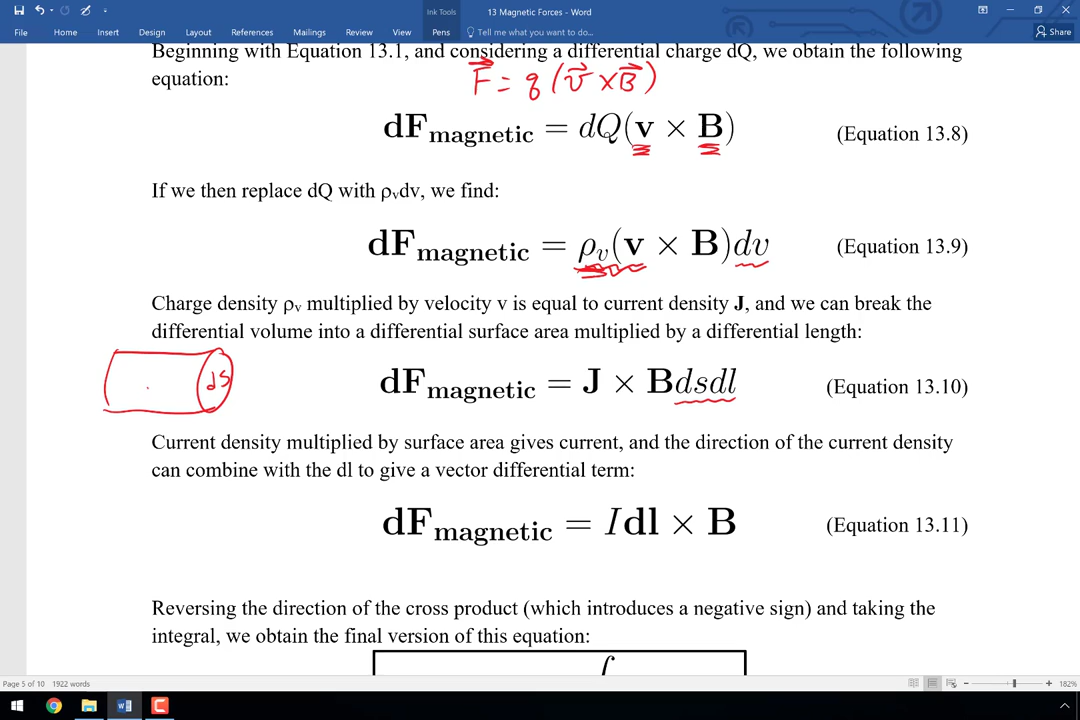 Ink Tools
13 Magnetic Forces - Word
File Home Insert Design Layout References Mailings Review View Pens Tell me what you want to do... Share
Beginning with Equation 13.1, and considering a differential charge dQ, we obtain the following
equation:
F = q (v × B)
dF_magnetic = dQ(v × B) (Equation 13.8)
If we then replace dQ with ρ_v dv, we find:
dF_magnetic = ρ_v(v × B)dv (Equation 13.9)
Charge density ρ_v multiplied by velocity v is equal to current density J, and we can break the
differential volume into a differential surface area multiplied by a differential length:
ds
dF_magnetic = J × Bdsdl (Equation 13.10)
Current density multiplied by surface area gives current, and the direction of the current density
can combine with the dl to give a vector differential term:
dF_magnetic = Idl × B (Equation 13.11)
Reversing the direction of the cross product (which introduces a negative sign) and taking the
integral, we obtain the final version of this equation:
∫
Page 5 of 10 1922 words 182%